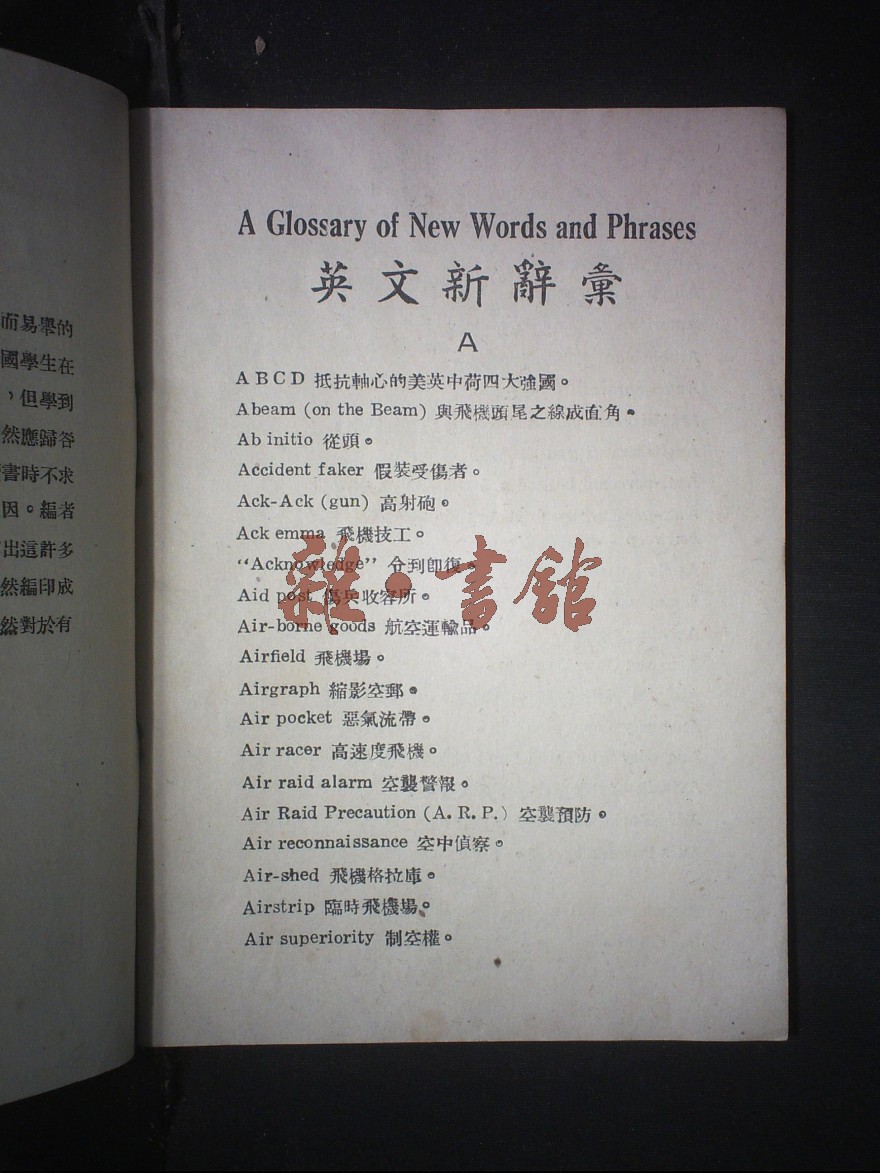 而易舉的
國學生在
，但學到
然應歸咎
書時不求
因。編者
出這許多
然編印成
然對於有
A Glossary of New Words and Phrases
英文新辭彙
A
A B C D 抵抗軸心的美英中荷四大強國。
Abeam (on the Beam) 與飛機頭尾之線成直角。
Ab initio 從頭。
Accident faker 假裝受傷者。
Ack-Ack (gun) 高射砲。
Ack emma 飛機技工。
“Acknowledge” 令到即復。
Aid post 傷兵收容所。
Air-borne goods 航空運輸品。
Airfield 飛機場。
Airgraph 縮影空郵。
Air pocket 惡氣流帶。
Air racer 高速度飛機。
Air raid alarm 空襲警報。
Air Raid Precaution (A. R. P.) 空襲預防。
Air reconnaissance 空中偵察。
Air-shed 飛機格拉庫。
Airstrip 臨時飛機場。
Air superiority 制空權。
雜·書館